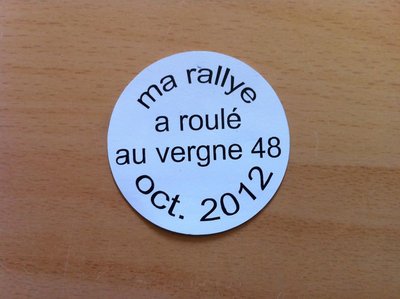 ma rallye
a roulé
au vergne 48
oct. 2012